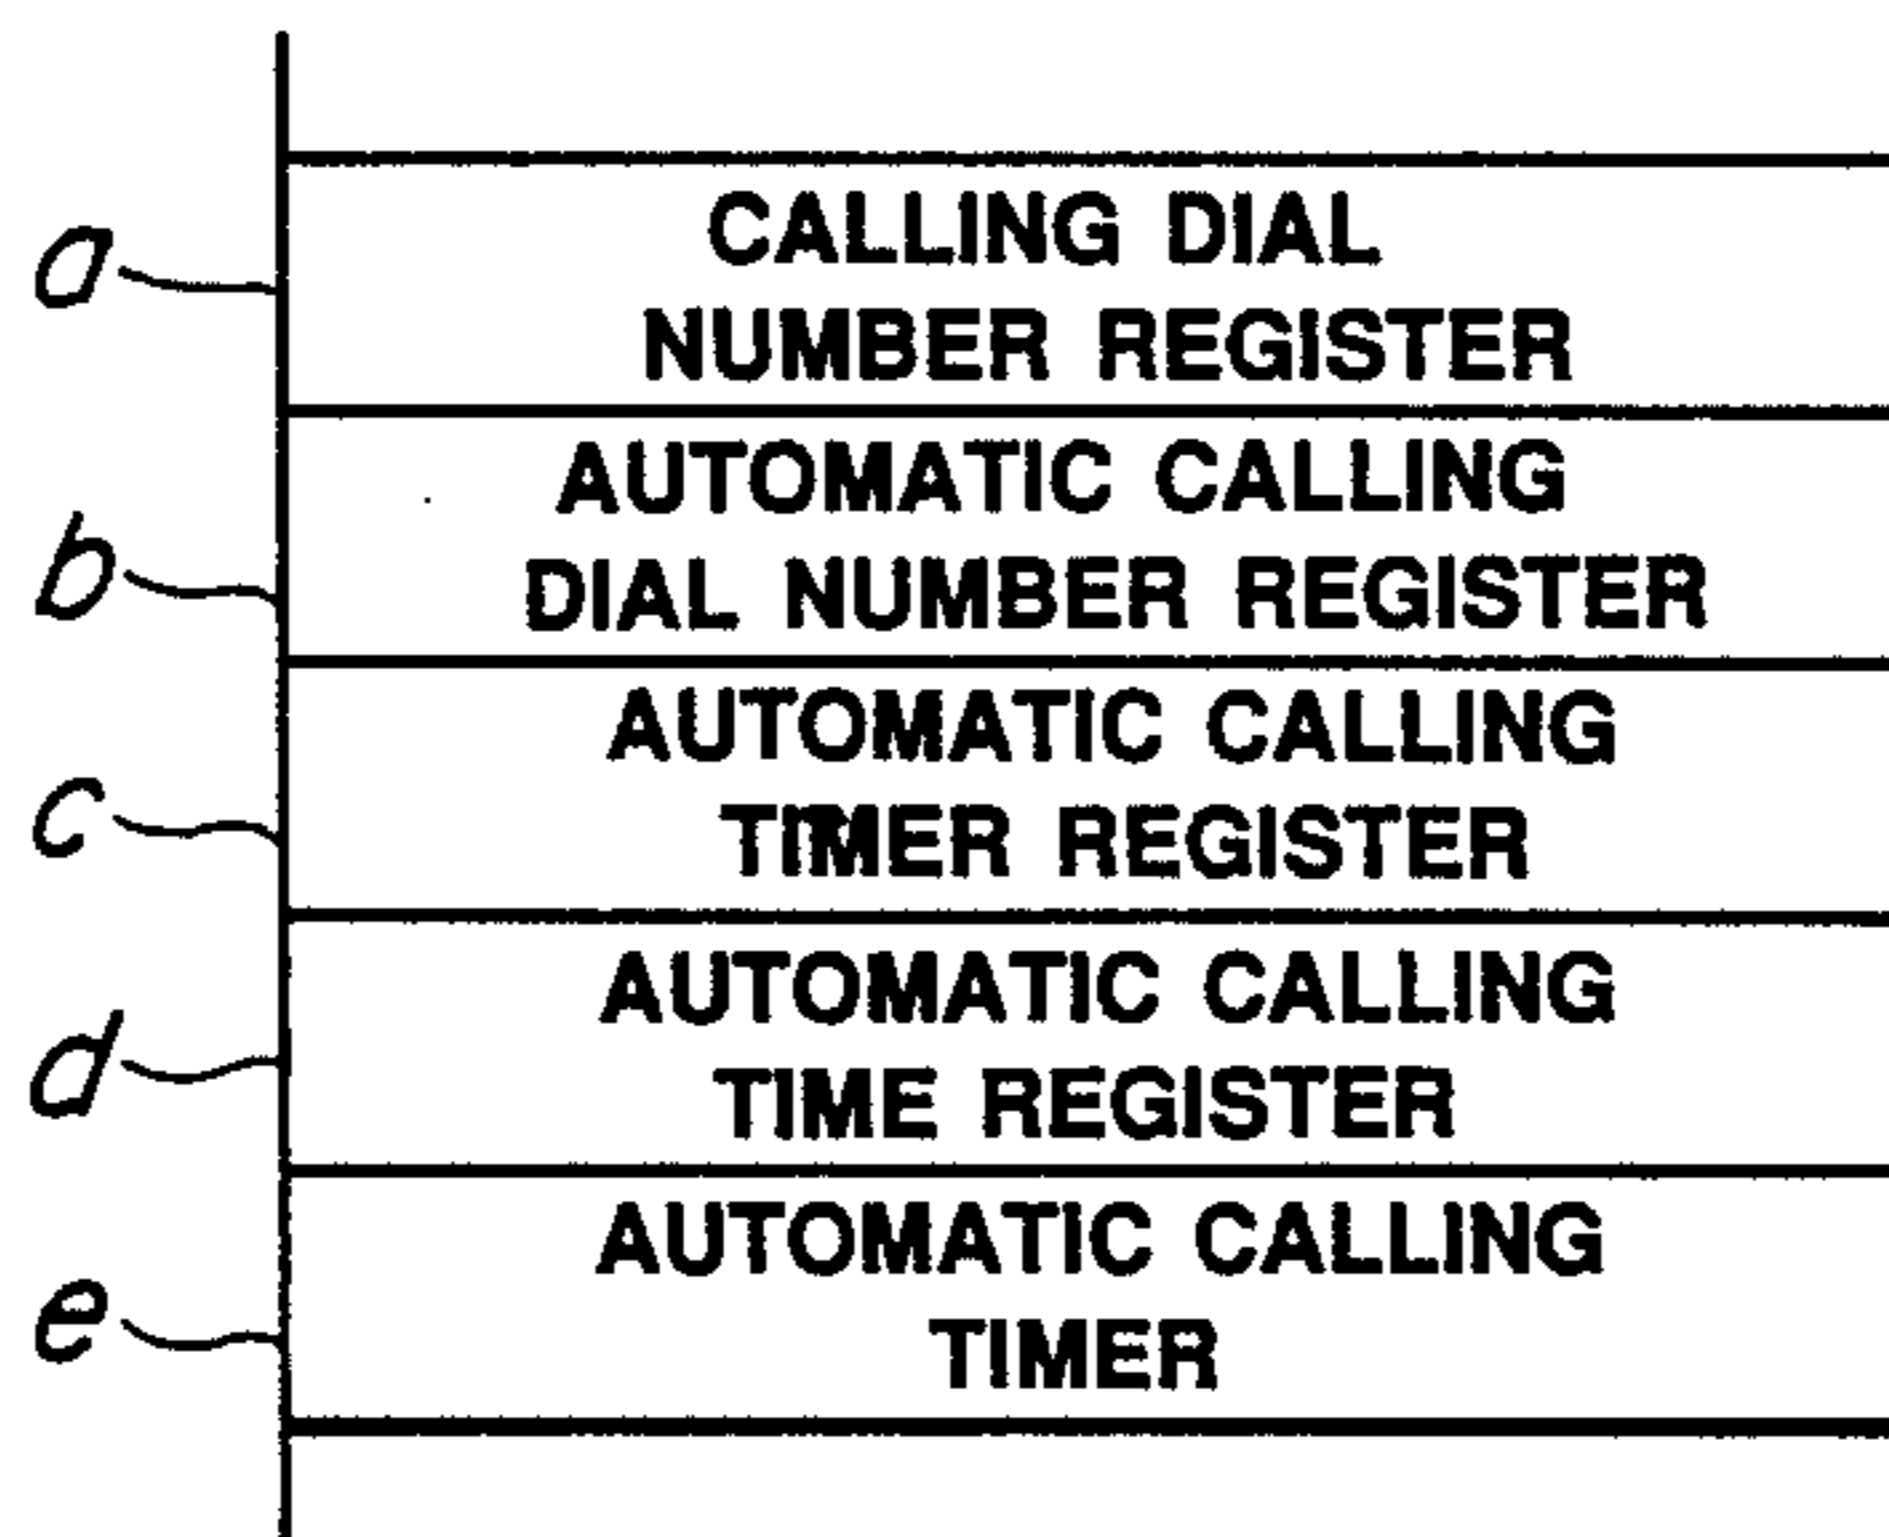 a
CALLING DIAL
NUMBER REGISTER
b
AUTOMATIC CALLING
DIAL NUMBER REGISTER
c
AUTOMATIC CALLING
TIMER REGISTER
d
AUTOMATIC CALLING
TIME REGISTER
e
AUTOMATIC CALLING
TIMER